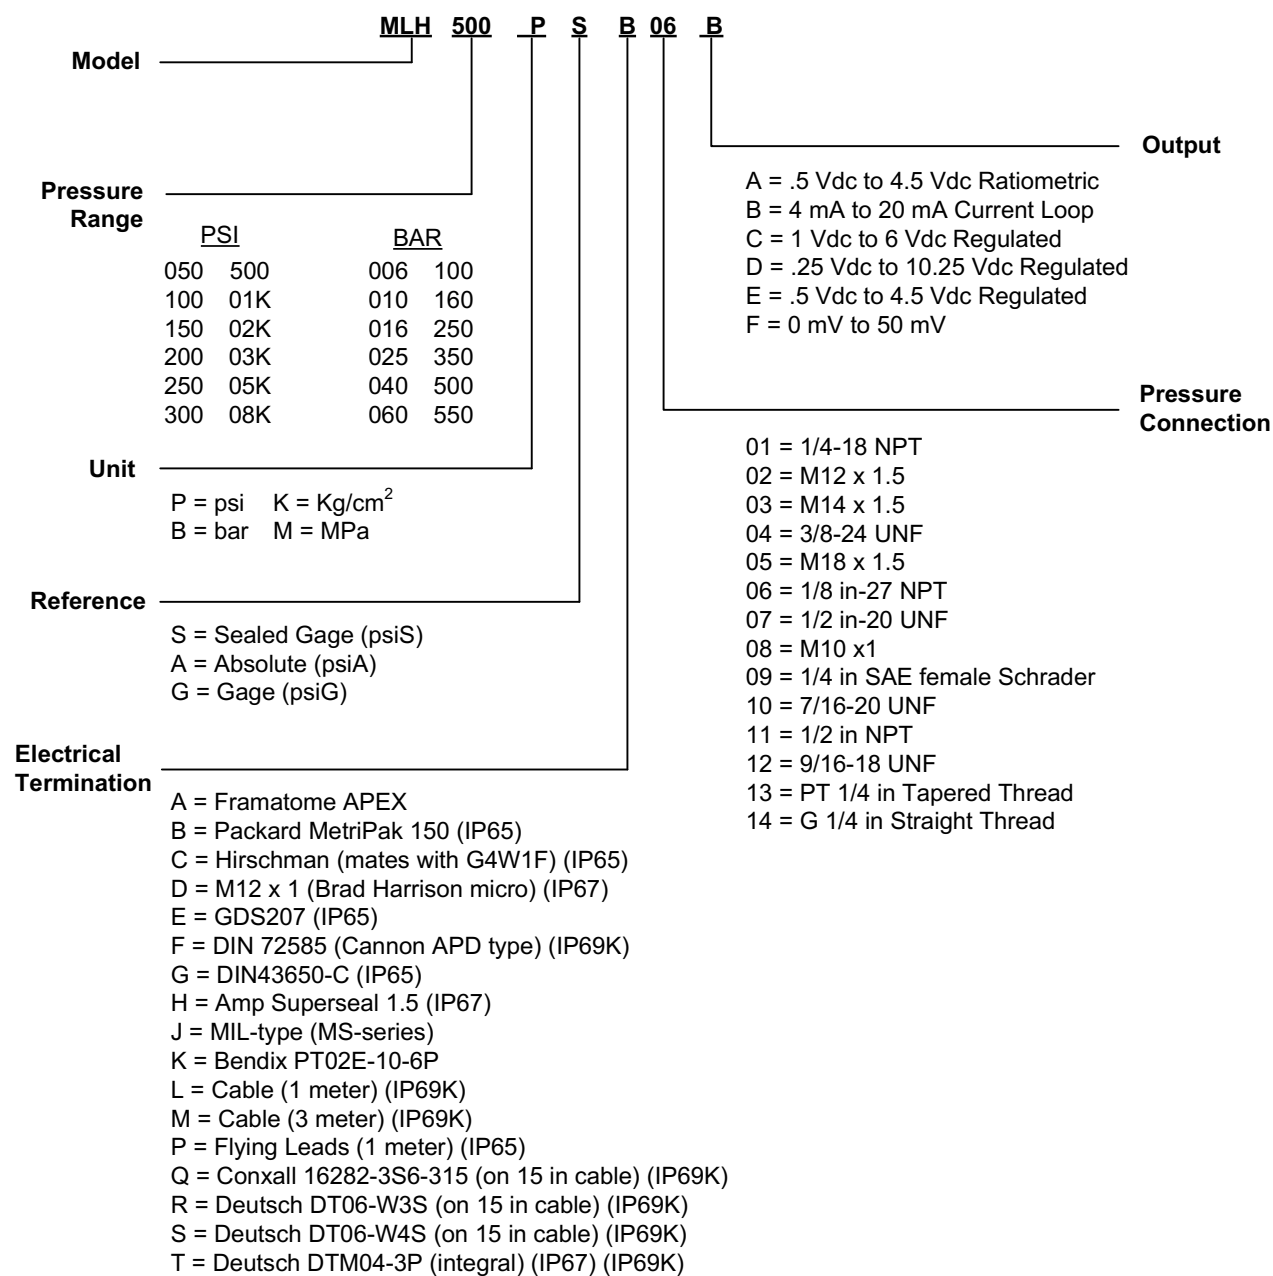 MLH 500 P S B 06 B
Model
Output
A = .5 Vdc to 4.5 Vdc Ratiometric
B = 4 mA to 20 mA Current Loop
C = 1 Vdc to 6 Vdc Regulated
D = .25 Vdc to 10.25 Vdc Regulated
E = .5 Vdc to 4.5 Vdc Regulated
F = 0 mV to 50 mV
Pressure
Range
PSI BAR
050 500 006 100
100 01K 010 160
150 02K 016 250
200 03K 025 350
250 05K 040 500
300 08K 060 550
Pressure
Connection
01 = 1/4-18 NPT
02 = M12 x 1.5
03 = M14 x 1.5
04 = 3/8-24 UNF
05 = M18 x 1.5
06 = 1/8 in-27 NPT
07 = 1/2 in-20 UNF
08 = M10 x1
09 = 1/4 in SAE female Schrader
10 = 7/16-20 UNF
11 = 1/2 in NPT
12 = 9/16-18 UNF
13 = PT 1/4 in Tapered Thread
14 = G 1/4 in Straight Thread
Unit
P = psi K = Kg/cm²
B = bar M = MPa
Reference
S = Sealed Gage (psiS)
A = Absolute (psiA)
G = Gage (psiG)
Electrical
Termination
A = Framatome APEX
B = Packard MetriPak 150 (IP65)
C = Hirschman (mates with G4W1F) (IP65)
D = M12 x 1 (Brad Harrison micro) (IP67)
E = GDS207 (IP65)
F = DIN 72585 (Cannon APD type) (IP69K)
G = DIN43650-C (IP65)
H = Amp Superseal 1.5 (IP67)
J = MIL-type (MS-series)
K = Bendix PT02E-10-6P
L = Cable (1 meter) (IP69K)
M = Cable (3 meter) (IP69K)
P = Flying Leads (1 meter) (IP65)
Q = Conxall 16282-3S6-315 (on 15 in cable) (IP69K)
R = Deutsch DT06-W3S (on 15 in cable) (IP69K)
S = Deutsch DT06-W4S (on 15 in cable) (IP69K)
T = Deutsch DTM04-3P (integral) (IP67) (IP69K)